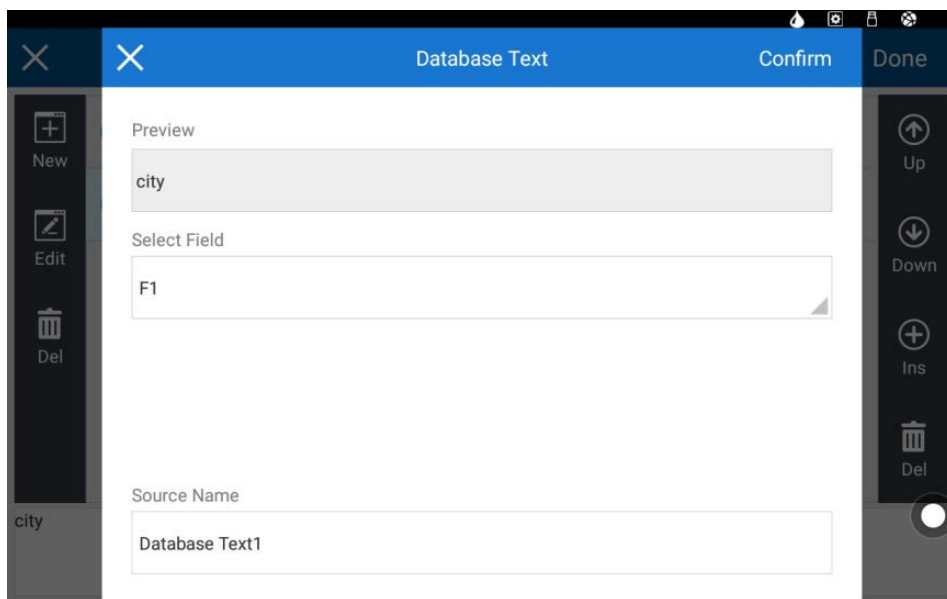 Database Text
Confirm
Done
New
Edit
Del
Preview
city
Select Field
F1
Source Name
Database Text1
Up
Down
Ins
Del
city